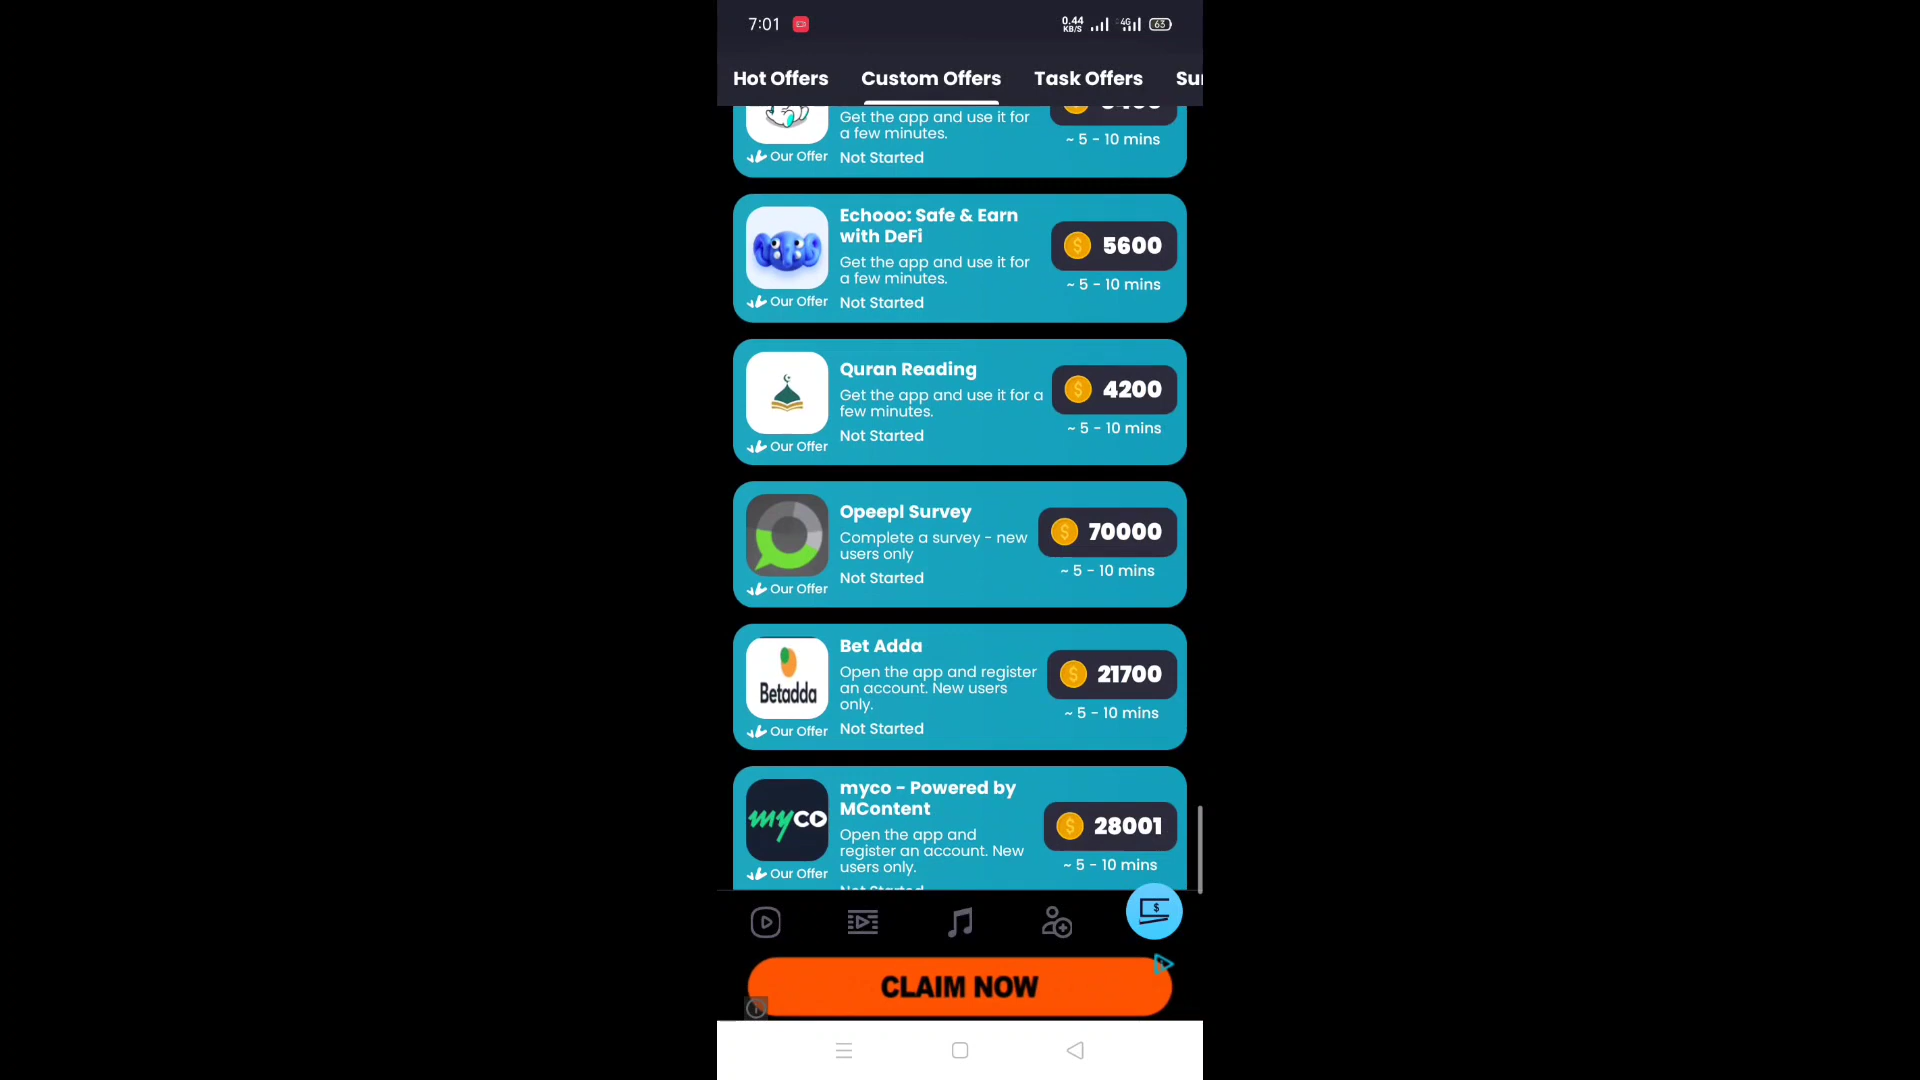 7:01
0.44
KB/S
4G
63
Hot Offers
Custom Offers
Task Offers
Get the app and use it for
a few minutes.
~ 5 - 10 mins
Our Offer
Not Started
Echooo: Safe & Earn
with DeFi
5600
Get the app and use it for
a few minutes.
~ 5 - 10 mins
Our Offer
Not Started
Quran Reading
4200
Get the app and use it for a
few minutes.
~ 5 - 10 mins
Not Started
Our Offer
Opeepl Survey
70000
Complete a survey - new
users only
~ 5 - 10 mins
Not Started
Our Offer
Bet Adda
21700
Open the app and register
an account. New users
only.
Betadda
~ 5 - 10 mins
Our Offer
Not Started
myco - Powered by
MContent
28001
myco
Open the app and
register an account. New
users only.
~ 5 - 10 mins
Our Offer
CLAIM NOW